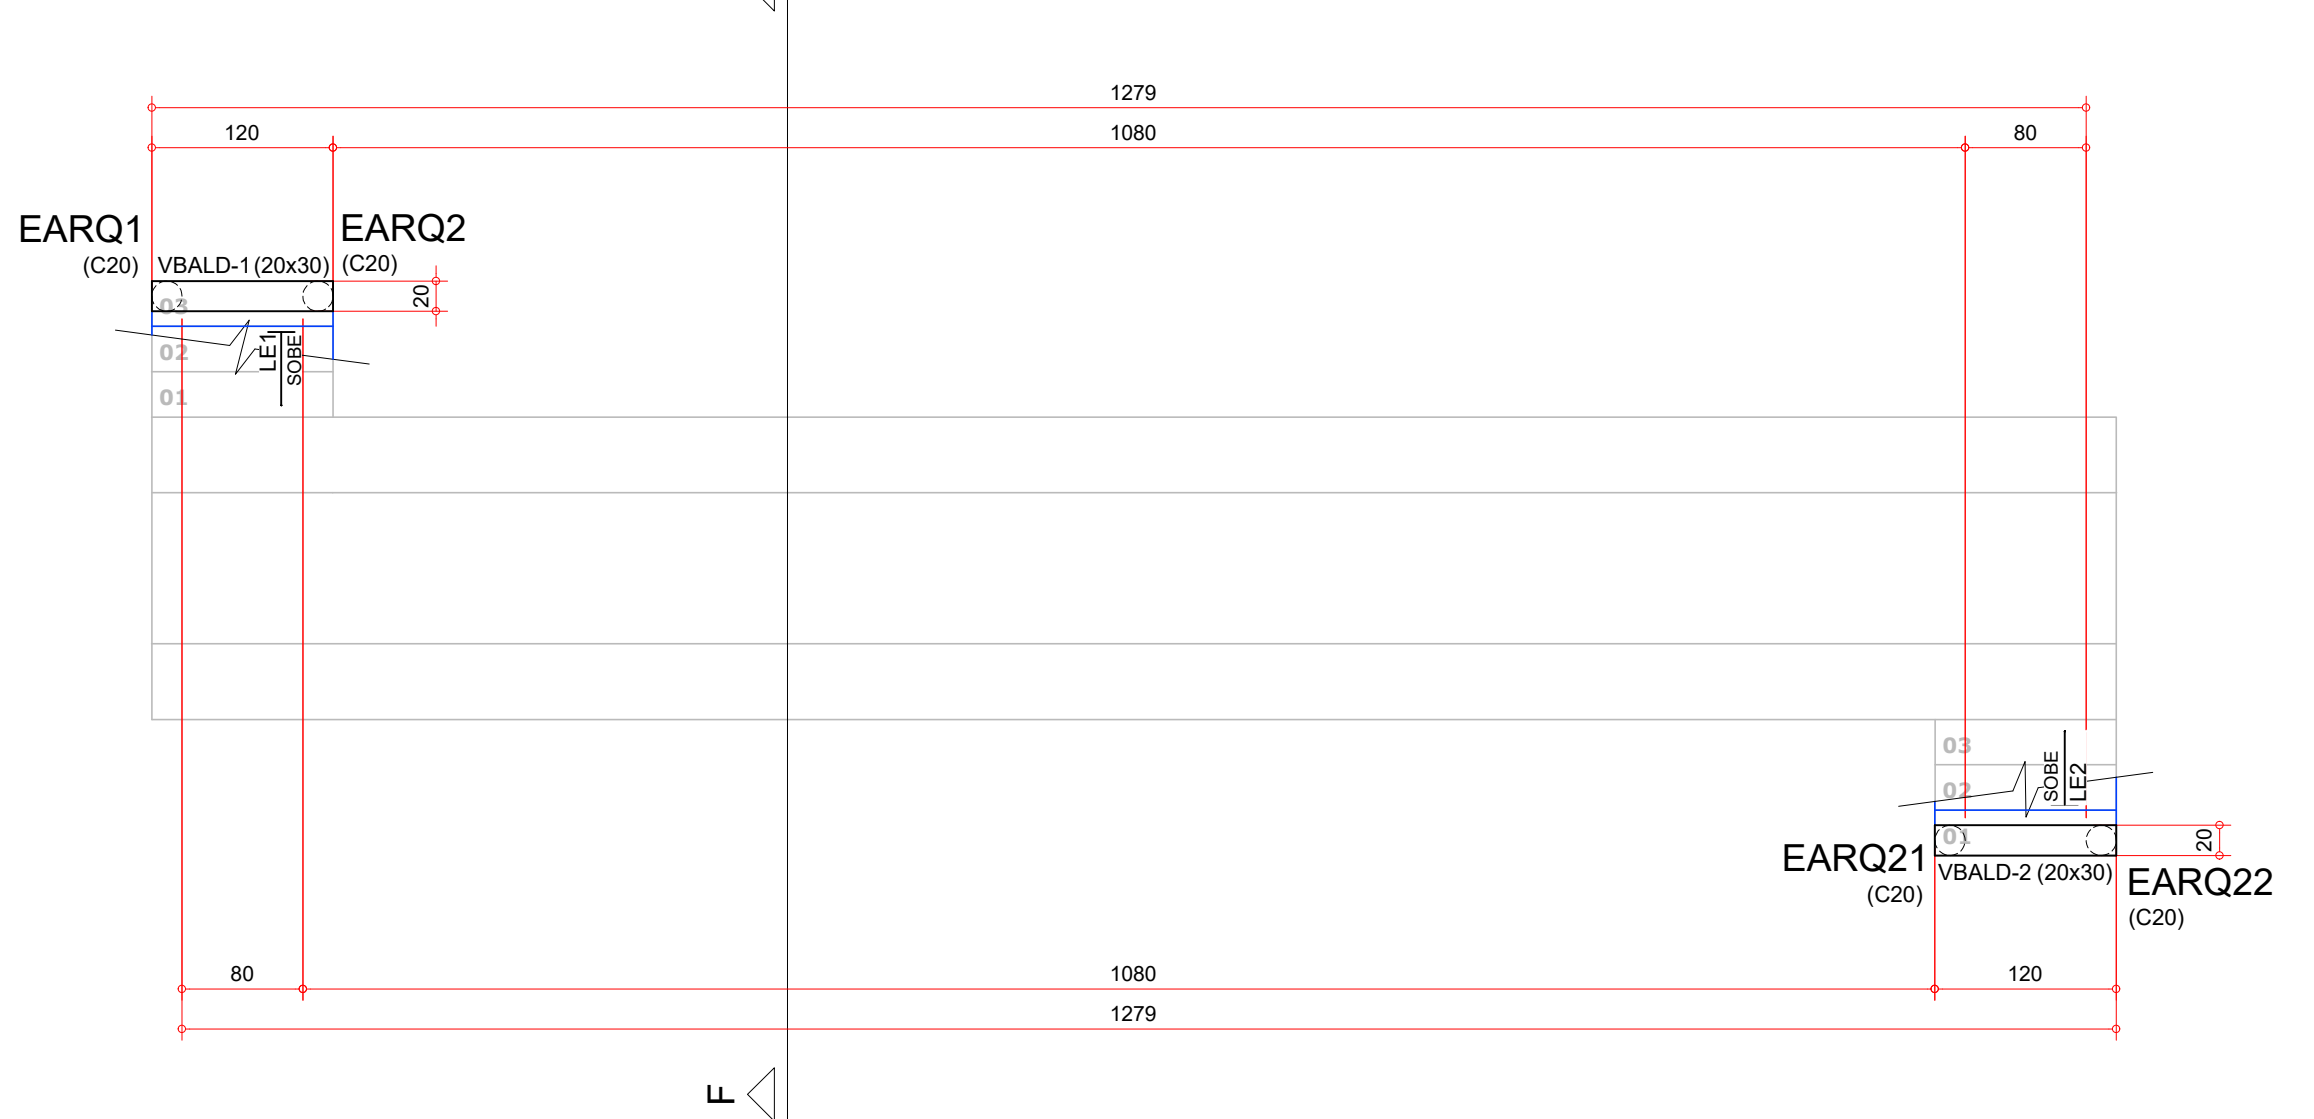 1279
120
1080
80
EARQ1
EARQ2
(C20)
VBALD-1 (20x30)
(C20)
20
03
02
LE1
SOBE
01
03
SOBE
LE2
02
01
20
EARQ21
VBALD-2 (20x30)
EARQ22
(C20)
(C20)
80
1080
120
1279
F